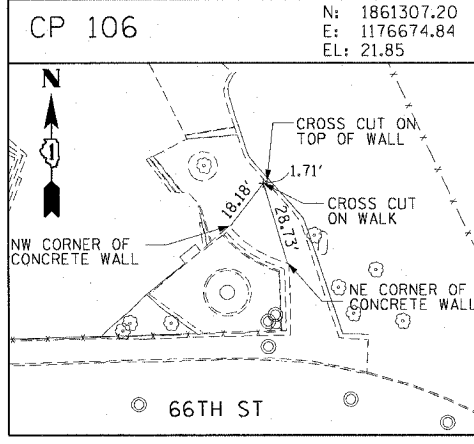 CP 106
N: 1861307.20
E: 1176674.84
EL: 21.85
N
1
CROSS CUT ON
TOP OF WALL
1.71'
18.18'
28.73'
CROSS CUT
ON WALK
NW CORNER OF
CONCRETE WALL
NE CORNER OF
CONCRETE WALL
66TH ST